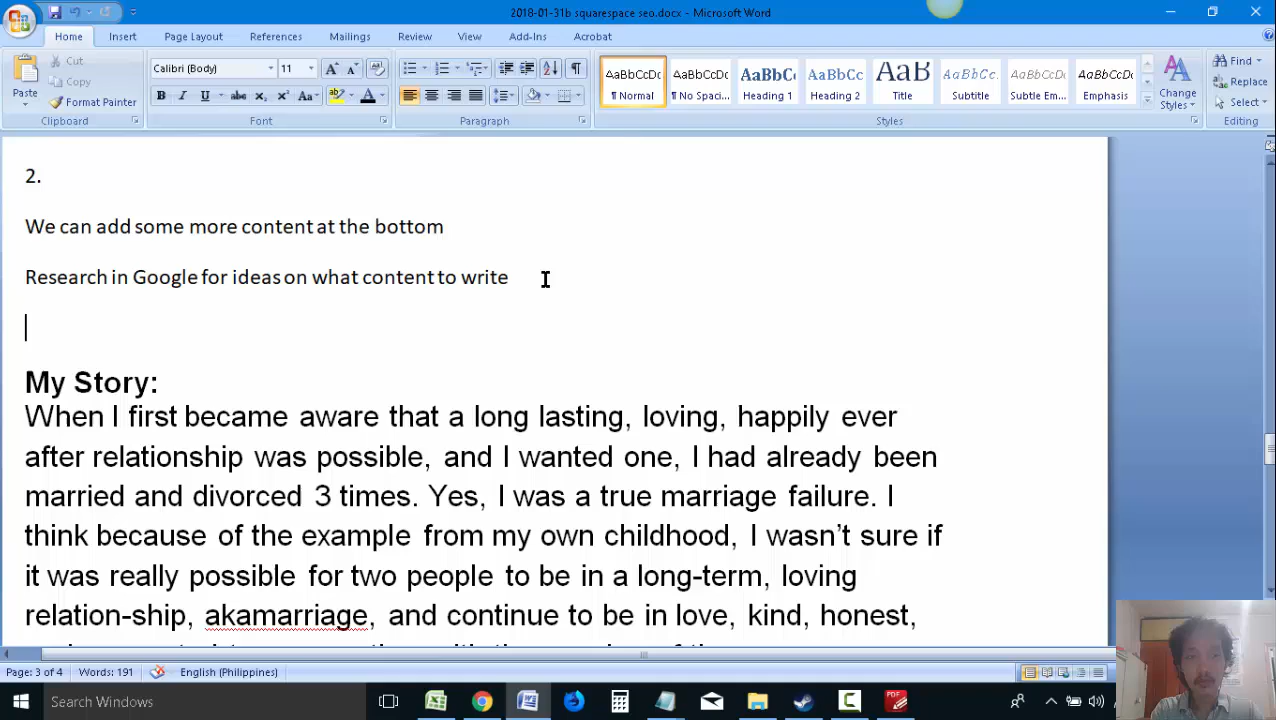 2018-01-31b squarespace seo.docx - Microsoft Word
Home Insert Page Layout References Mailings Review View Add-Ins Acrobat
Paste
Cut
Copy
Format Painter
Clipboard
Calibri (Body) 11
Font
Paragraph
AaBbCcDc AaBbCcDc AaBbC AaBbCc AaB AaBbCc. AaBbCcDc AaBbCcDc
¶ Normal ¶ No Spaci... Heading 1 Heading 2 Title Subtitle Subtle Em... Emphasis
Change
Styles
Styles
Find
Replace
Select
Editing
2.
We can add some more content at the bottom
Research in Google for ideas on what content to write
My Story:
When I first became aware that a long lasting, loving, happily ever
after relationship was possible, and I wanted one, I had already been
married and divorced 3 times. Yes, I was a true marriage failure. I
think because of the example from my own childhood, I wasn’t sure if
it was really possible for two people to be in a long-term, loving
relation-ship, akamarriage, and continue to be in love, kind, honest,
Page: 3 of 4 Words: 191 English (Philippines)
Search Windows